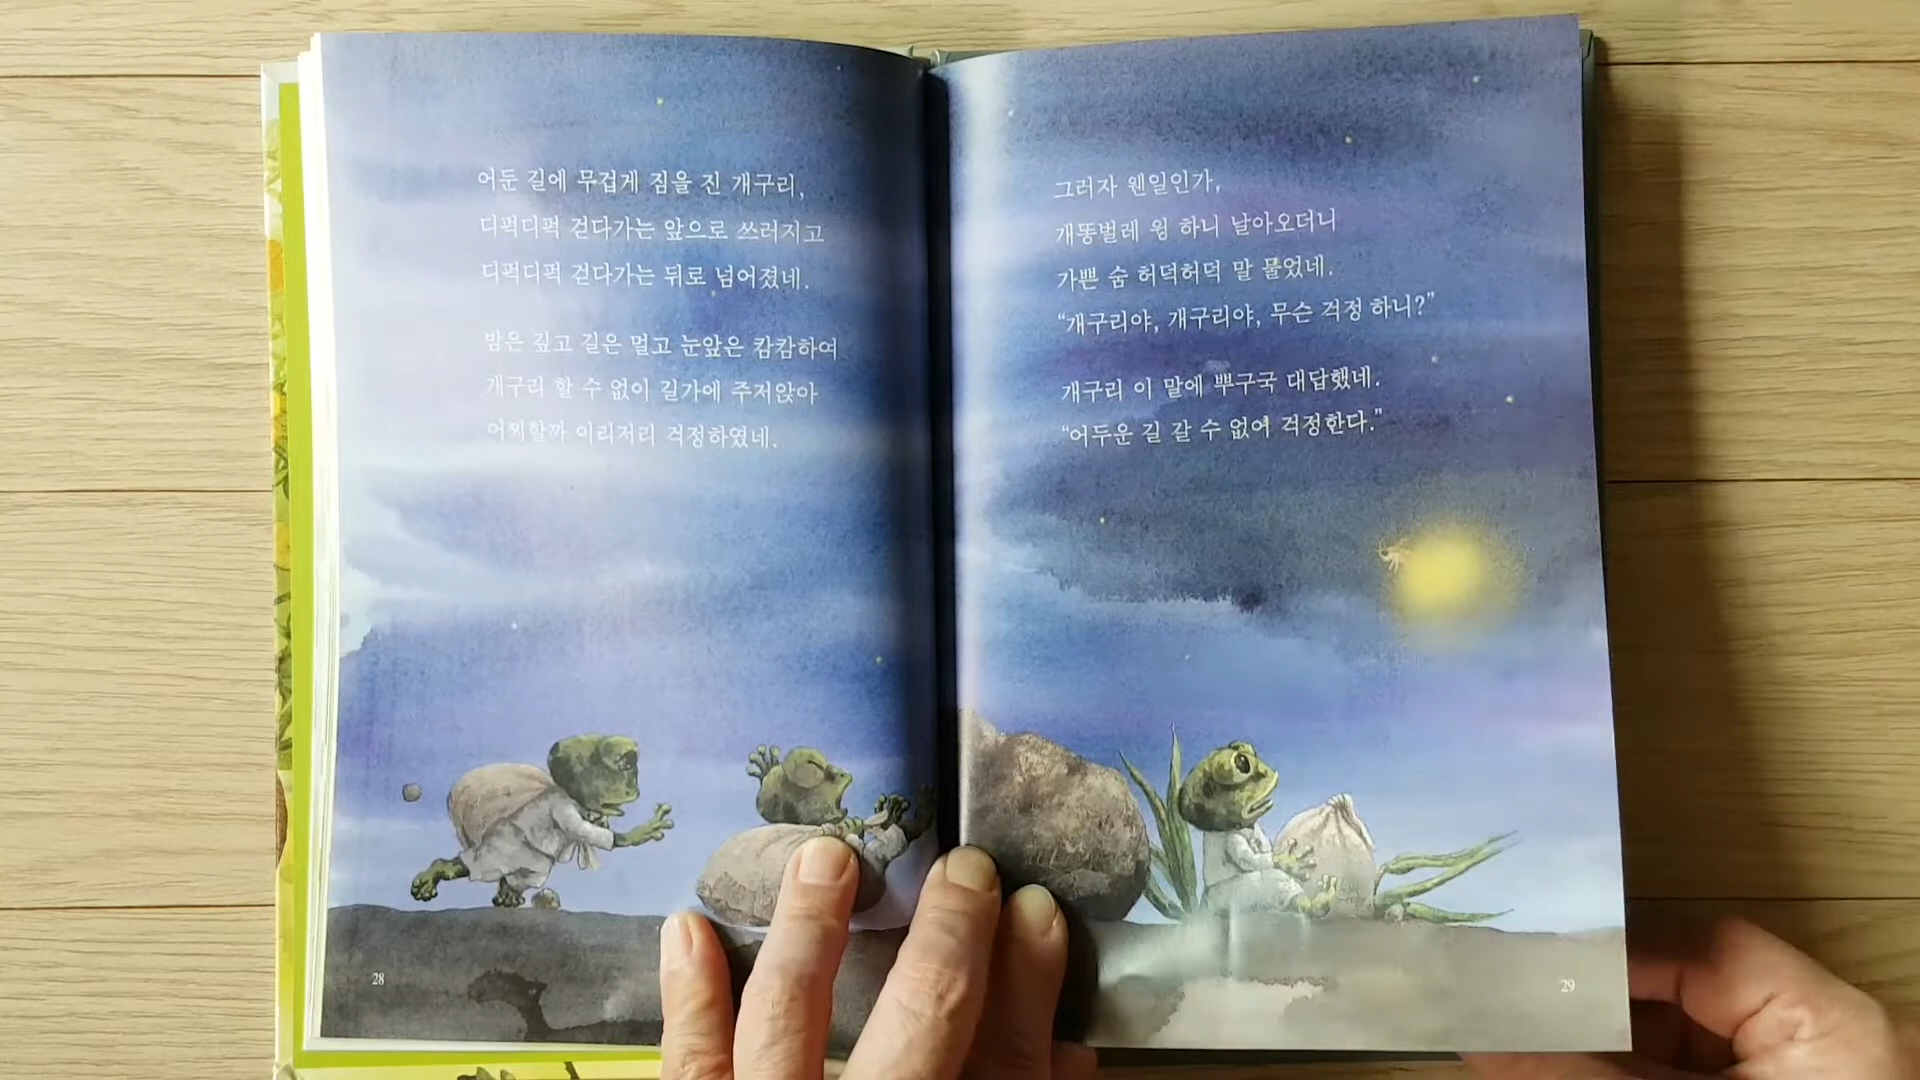 어둔 길에 무겁게 짐을 진 개구리,
디퍽디퍽 걷다가는 앞으로 쓰러지고
디퍽디퍽 걷다가는 뒤로 넘어졌네.
밤은 깊고 길은 멀고 눈앞은 캄캄하여
개구리 할 수 없이 길가에 주저앉아
어찌할까 이리저리 걱정하였네.
28
그러자 웬일인가,
개똥벌레 윙 하니 날아오더니
가쁜 숨 허덕허덕 말 물었네.
“개구리야, 개구리야, 무슨 걱정 하니?”
개구리 이 말에 뿌구국 대답했네.
“어두운 길 갈 수 없어 걱정한다.”
29